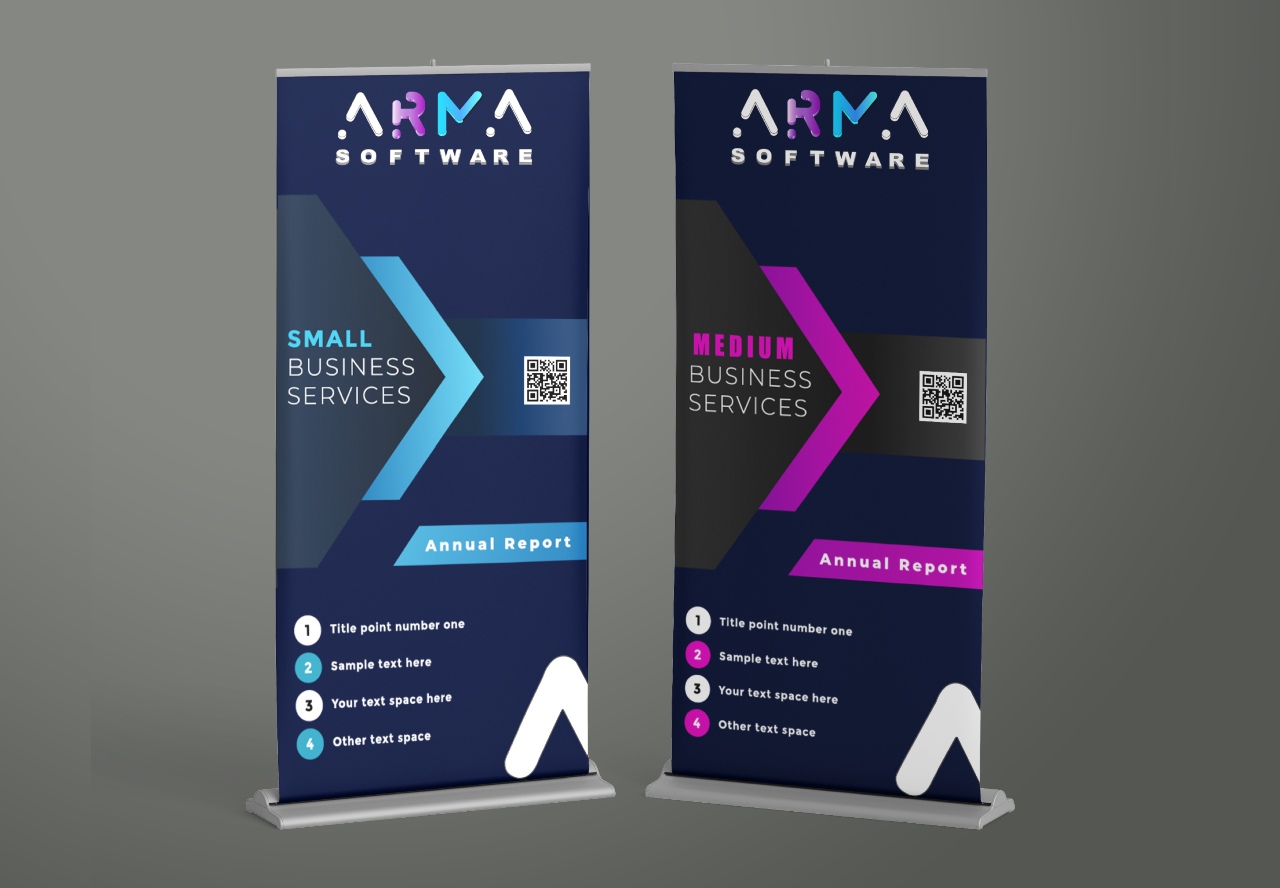 ARMA
SOFTWARE
SMALL
BUSINESS
SERVICES
Annual Report
1 Title point number one
2 Sample text here
3 Your text space here
4 Other text space
ARMA
SOFTWARE
MEDIUM
BUSINESS
SERVICES
Annual Report
1 Title point number one
2 Sample text here
3 Your text space here
4 Other text space